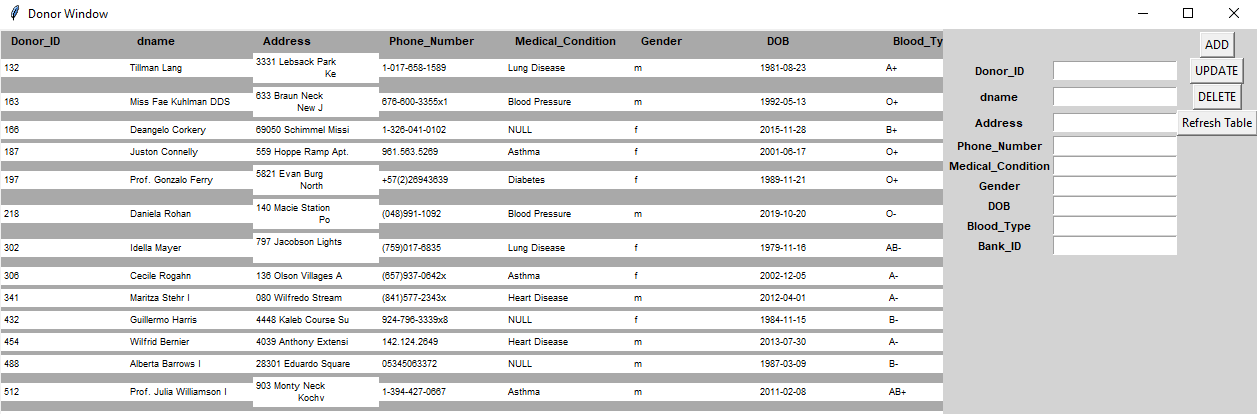 Donor Window
Donor_ID dname Address Phone_Number Medical_Condition Gender DOB Blood_Ty
132 Tillman Lang 3331 Lebsack Park 1-017-658-1589 Lung Disease m 1981-08-23 A+
Ke
163 Miss Fae Kuhlman DDS 633 Braun Neck 676-600-3355x1 Blood Pressure m 1992-05-13 O+
New J
166 Deangelo Corkery 69050 Schimmel Missi 1-326-041-0102 NULL f 2015-11-28 B+
187 Juston Connelly 559 Hoppe Ramp Apt. 961.563.5269 Asthma f 2001-06-17 O+
197 Prof. Gonzalo Ferry 5821 Evan Burg +57(2)26943639 Diabetes f 1989-11-21 O+
North
218 Daniela Rohan 140 Macie Station (048)991-1092 Blood Pressure m 2019-10-20 O-
Po
302 Idella Mayer 797 Jacobson Lights (759)017-6835 Lung Disease f 1979-11-16 AB-
306 Cecile Rogahn 136 Olson Villages A (657)937-0642x Asthma f 2002-12-05 A-
341 Maritza Stehr I 080 Wilfredo Stream (841)577-2343x Heart Disease m 2012-04-01 A-
432 Guillermo Harris 4448 Kaleb Course Su 924-796-3339x8 NULL f 1984-11-15 B-
454 Wilfrid Bernier 4039 Anthony Extensi 142.124.2649 Heart Disease m 2013-07-30 A-
488 Alberta Barrows I 28301 Eduardo Square 05345063372 NULL m 1987-03-09 B-
512 Prof. Julia Williamson I 903 Monty Neck 1-394-427-0667 Asthma m 2011-02-08 AB+
Kochv
ADD
Donor_ID UPDATE
dname DELETE
Address Refresh Table
Phone_Number
Medical_Condition
Gender
DOB
Blood_Type
Bank_ID